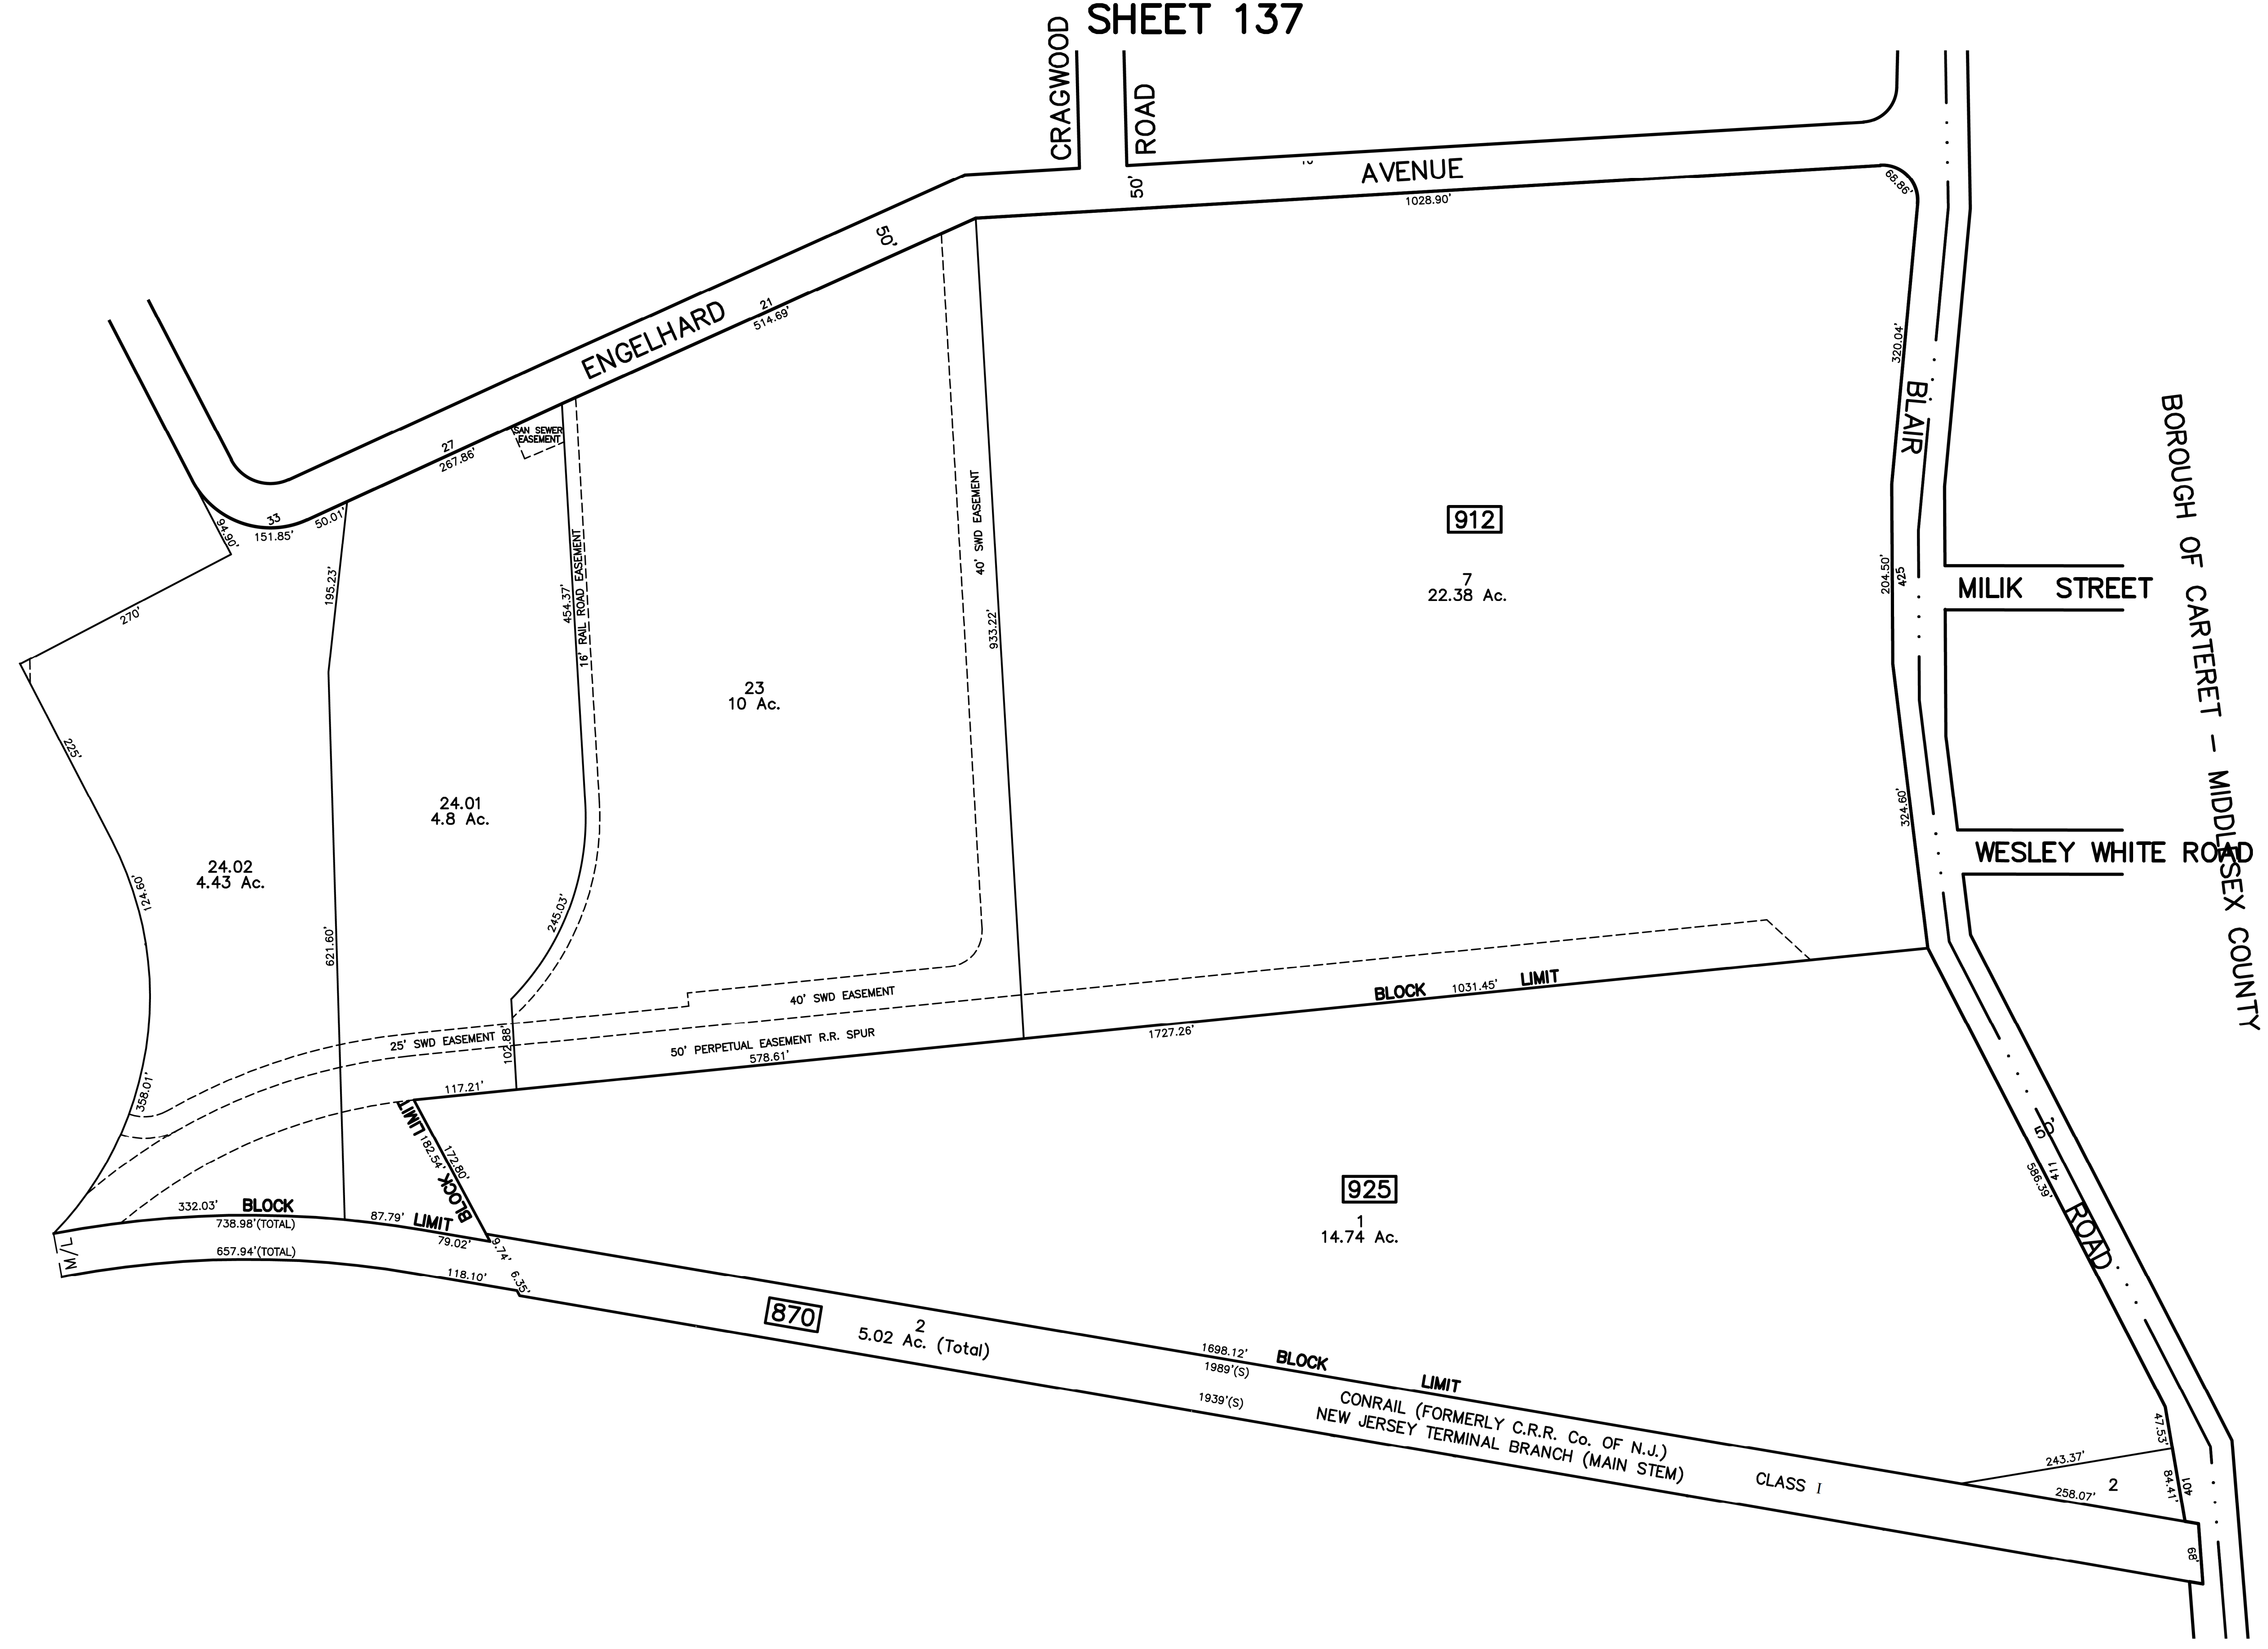 SHEET 137
CRAGWOOD
ROAD
50'
AVENUE
1028.90'
68.86'
50'
ENGELHARD
21
514.69'
27
267.86'
SAN SEWER
EASEMENT
33
151.85'
50.01'
94.90'
270'
225'
195.23'
454.37'
16' RAIL ROAD EASEMENT
40' SWD EASEMENT
933.22'
912
7
22.38 Ac.
320.04'
BLAIR
204.50'
425
MILIK STREET
BOROUGH OF CARTERET - MIDDLESEX COUNTY
23
10 Ac.
24.01
4.8 Ac.
24.02
4.43 Ac.
324.60'
WESLEY WHITE ROAD
124.60'
245.03'
621.60'
358.01'
25' SWD EASEMENT
102.88'
40' SWD EASEMENT
50' PERPETUAL EASEMENT R.R. SPUR
578.61'
BLOCK 1031.45' LIMIT
1727.26'
117.21'
BLOCK LIMIT
182.54'
172.80'
332.03' BLOCK
738.98'(TOTAL)
87.79' LIMIT
79.02'
657.94'(TOTAL)
118.10'
9.74'
6.35'
M/L
925
1
14.74 Ac.
50'
411
586.39'
ROAD
870
2
5.02 Ac. (Total)
1698.12' BLOCK LIMIT
1989'(S)
1939'(S)
CONRAIL (FORMERLY C.R.R. Co. OF N.J.)
NEW JERSEY TERMINAL BRANCH (MAIN STEM)
CLASS I
47.53'
243.37'
2
258.07'
84.41'
401
68'